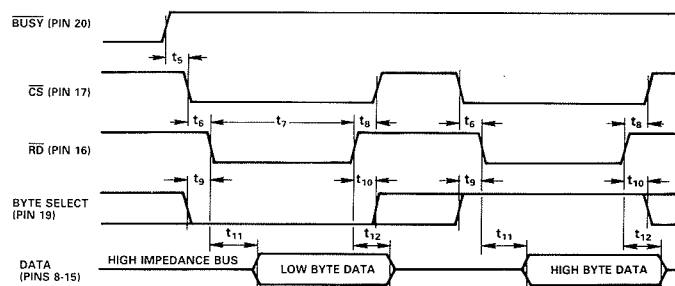 BUSY (PIN 20)
t5
CS (PIN 17)
t6 t7 t8 t6 t8
RD (PIN 16)
t9 t10 t9 t10
BYTE SELECT
(PIN 19)
t11 t12 t11 t12
DATA
(PINS 8-15)
HIGH IMPEDANCE BUS
LOW BYTE DATA
HIGH BYTE DATA